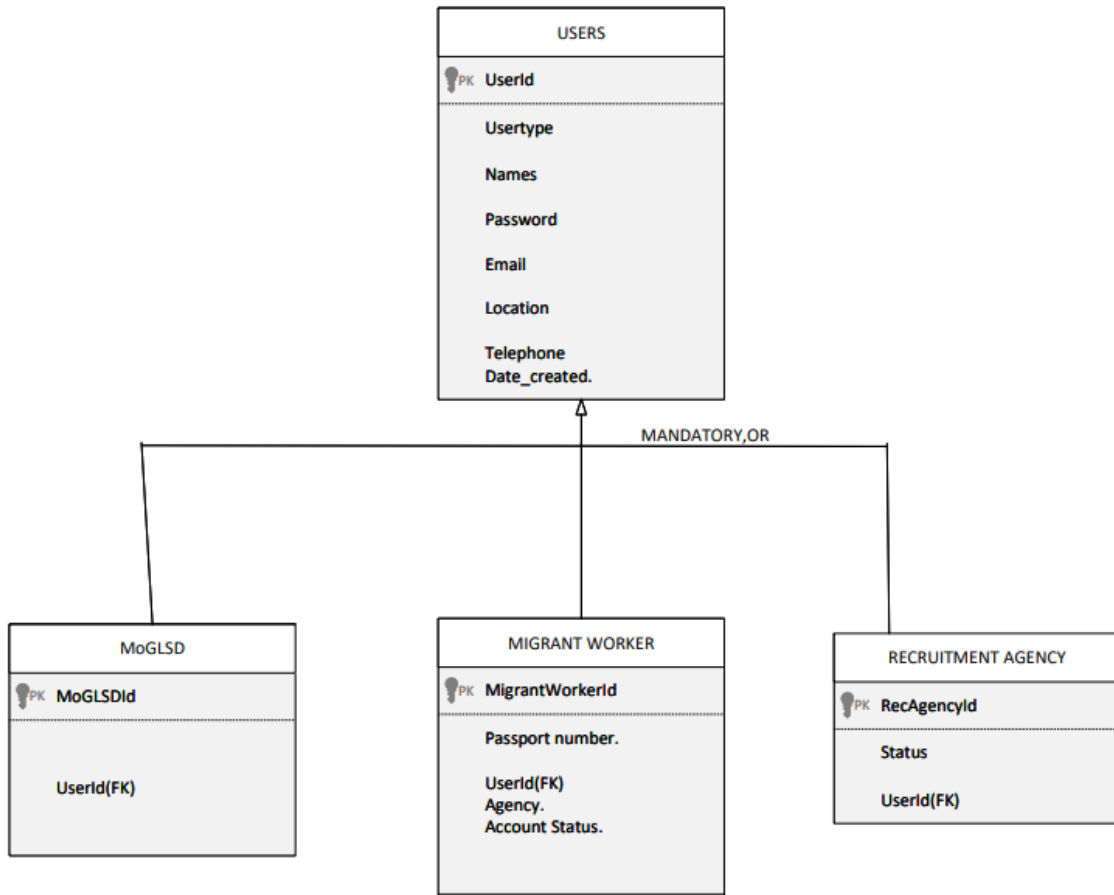 USERS
PK UserId
Usertype
Names
Password
Email
Location
Telephone
Date_created.
MANDATORY,OR
MoGLSD
PK MoGLSDId
UserId(FK)
MIGRANT WORKER
PK MigrantWorkerId
Passport number.
UserId(FK)
Agency.
Account Status.
RECRUITMENT AGENCY
PK RecAgencyId
Status
UserId(FK)